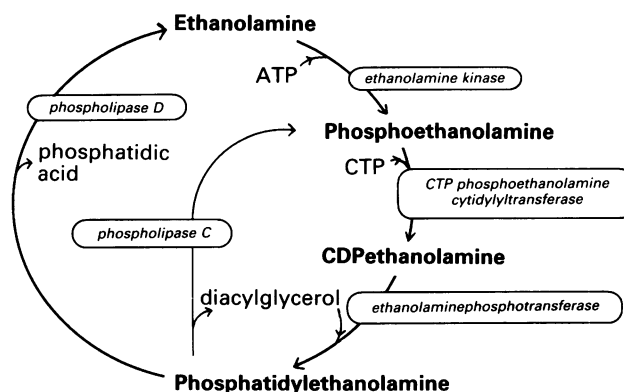 Ethanolamine
ATP
ethanolamine kinase
phospholipase D
Phosphoethanolamine
phosphatidic
acid
CTP
CTP phosphoethanolamine
cytidylyltransferase
phospholipase C
CDPethanolamine
diacylglycerol
ethanolaminephosphotransferase
Phosphatidylethanolamine